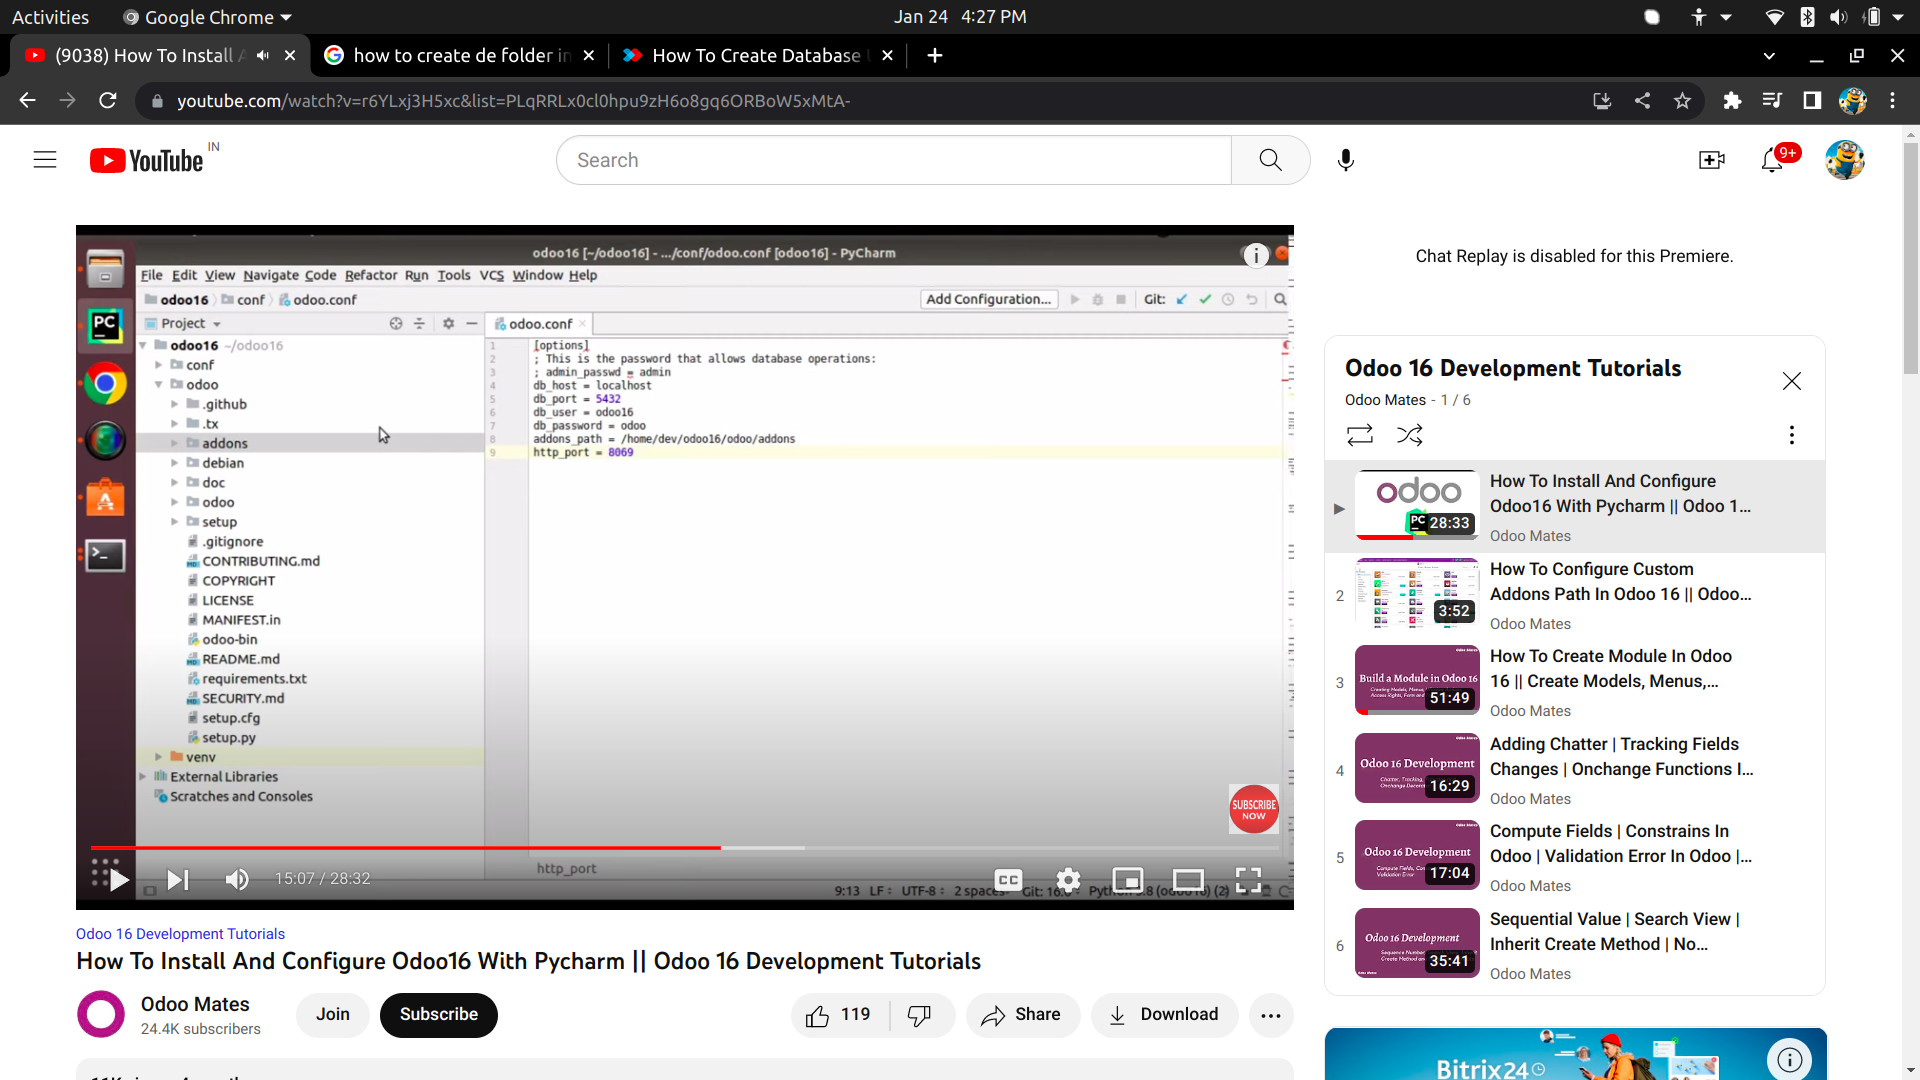 Activities
Google Chrome
Jan 24 4:27 PM
(9038) How To Install A
how to create de folder in
How To Create Database U
youtube.com/watch?v=r6YLxj3H5xc&list=PLqRRLx0cl0hpu9zH6o8gq6ORBoW5xMtA-
YouTube IN
Search
9+
odoo16 [~/odoo16] - .../conf/odoo.conf [odoo16] - PyCharm
File Edit View Navigate Code Refactor Run Tools VCS Window Help
odoo16 conf odoo.conf
Add Configuration...
Git:
Project
odoo.conf
odoo16 ~/odoo16
conf
odoo
.github
.tx
addons
debian
doc
odoo
setup
.gitignore
CONTRIBUTING.md
COPYRIGHT
LICENSE
MANIFEST.in
odoo-bin
README.md
requirements.txt
SECURITY.md
setup.cfg
setup.py
venv
External Libraries
Scratches and Consoles
1 [options]
2 ; This is the password that allows database operations:
3 ; admin_passwd = admin
4 db_host = localhost
5 db_port = 5432
6 db_user = odoo16
7 db_password = odoo
8 addons_path = /home/dev/odoo16/odoo/addons
9 http_port = 8069
SUBSCRIBE
NOW
http_port
15:07 / 28:32
CC
9:13 LF UTF-8 2 spaces Git: 16.0 Python 3.8 (odoo16) (2)
Odoo 16 Development Tutorials
How To Install And Configure Odoo16 With Pycharm || Odoo 16 Development Tutorials
Odoo Mates
24.4K subscribers
Join
Subscribe
119
Share
Download
Chat Replay is disabled for this Premiere.
Odoo 16 Development Tutorials
Odoo Mates - 1 / 6
odoo
PC
28:33
How To Install And Configure
Odoo16 With Pycharm || Odoo 1...
Odoo Mates
2
3:52
How To Configure Custom
Addons Path In Odoo 16 || Odoo...
Odoo Mates
3
Build a Module in Odoo 16
51:49
How To Create Module In Odoo
16 || Create Models, Menus,...
Odoo Mates
4
Odoo 16 Development
16:29
Adding Chatter | Tracking Fields
Changes | Onchange Functions I...
Odoo Mates
5
Odoo 16 Development
17:04
Compute Fields | Constrains In
Odoo | Validation Error In Odoo |...
Odoo Mates
6
Odoo 16 Development
35:41
Sequential Value | Search View |
Inherit Create Method | No...
Odoo Mates
Bitrix24